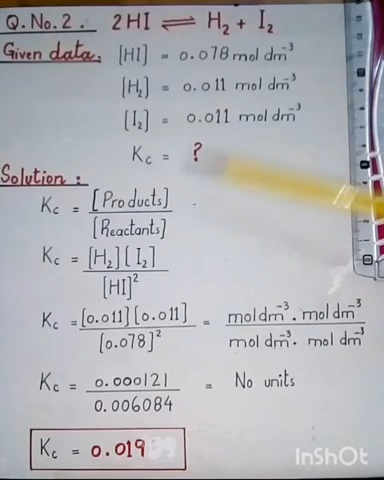 Q. No. 2. 2HI ⇌ H₂ + I₂
Given data. [HI] = 0.078 mol dm⁻³
[H₂] = 0.011 mol dm⁻³
[I₂] = 0.011 mol dm⁻³
Kc = ?
Solution :
Kc = [Products] / [Reactants]
Kc = [H₂][I₂] / [HI]²
Kc = [0.011][0.011] / [0.078]² = mol dm⁻³ . mol dm⁻³ / mol dm⁻³ . mol dm⁻³
Kc = 0.000121 / 0.006084 = No units
Kc = 0.019
InShOt